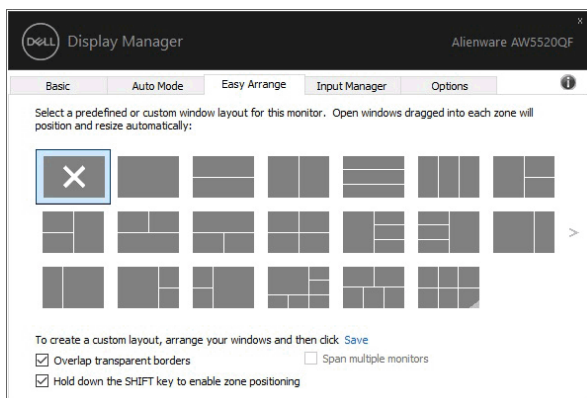 DELL Display Manager
Alienware AW5520QF
x
Basic
Auto Mode
Easy Arrange
Input Manager
Options
Select a predefined or custom window layout for this monitor. Open windows dragged into each zone will
position and resize automatically:
To create a custom layout, arrange your windows and then click Save
Overlap transparent borders
Span multiple monitors
Hold down the SHIFT key to enable zone positioning